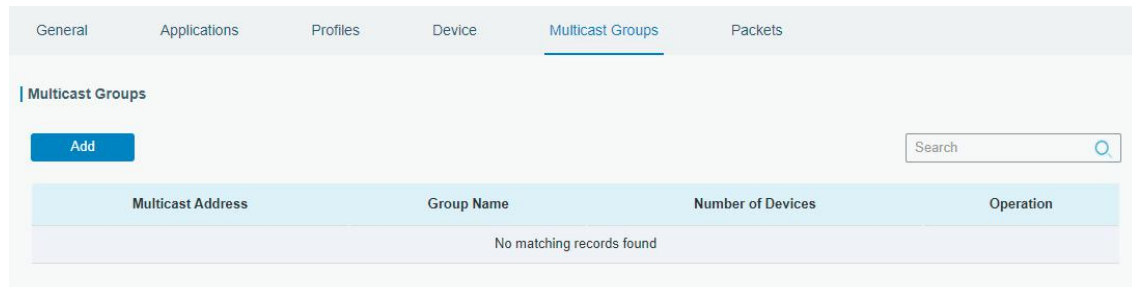 General Applications Profiles Device Multicast Groups Packets
Multicast Groups
Add Search
Multicast Address Group Name Number of Devices Operation
No matching records found